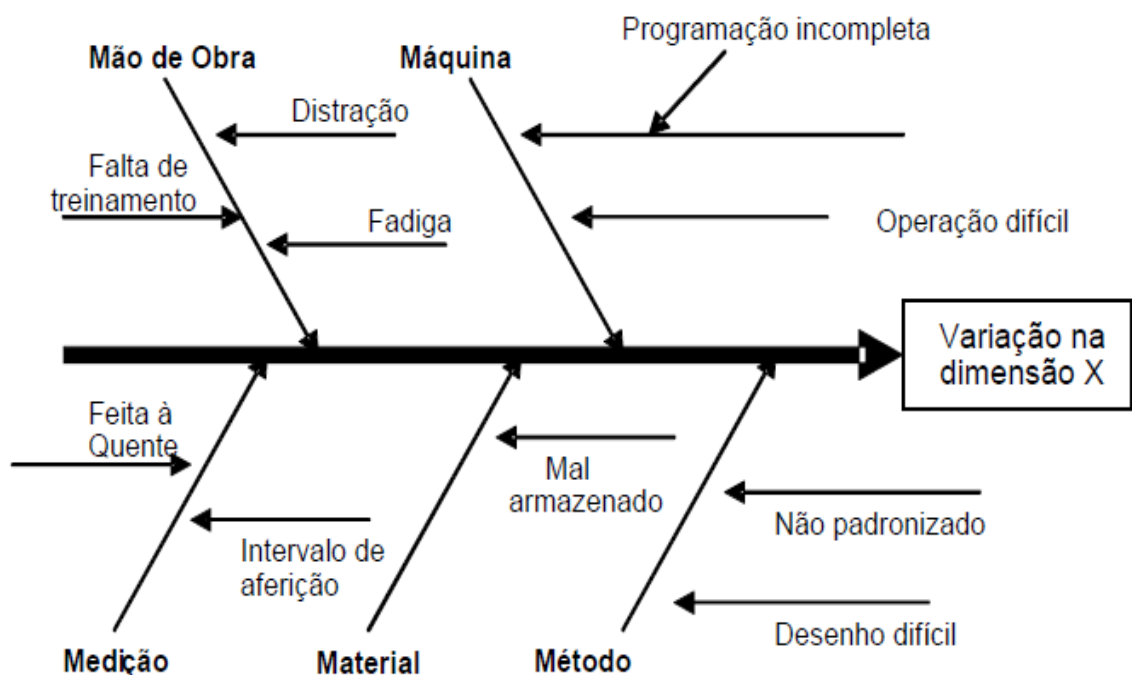 Programação incompleta
Mão de Obra
Máquina
Distração
Falta de
treinamento
Fadiga
Operação difícil
Variação na
dimensão X
Feita à
Quente
Mal
armazenado
Não padronizado
Intervalo de
aferição
Desenho difícil
Medição
Material
Método